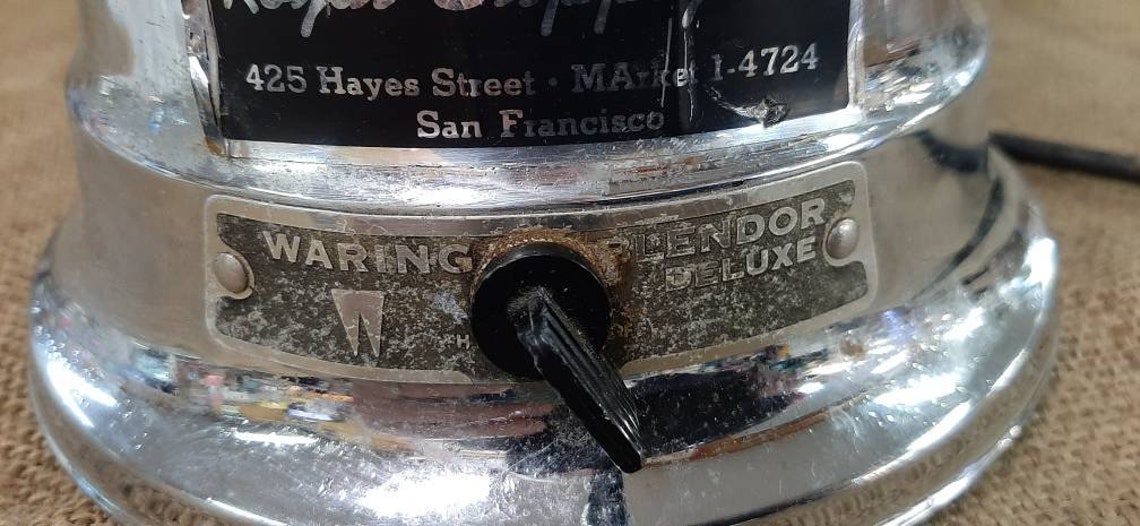 425 Hayes Street · MArket 1-4724
San Francisco
WARING BLENDOR
DELUXE
H